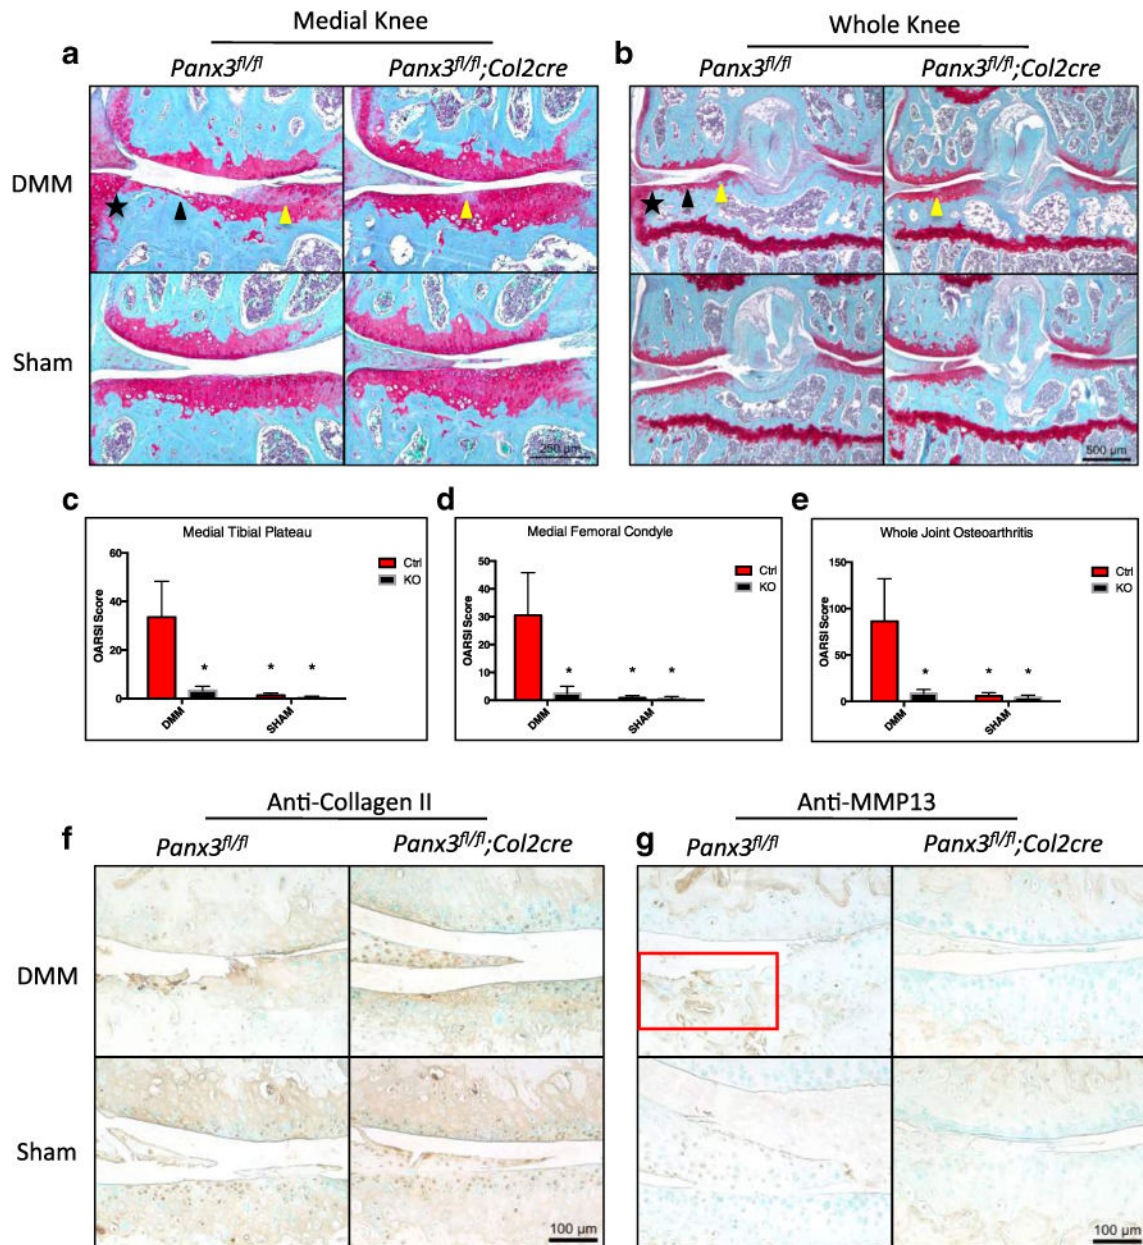 Medial Knee
Whole Knee
a
Panx3fl/fl
Panx3fl/fl;Col2cre
b
Panx3fl/fl
Panx3fl/fl;Col2cre
DMM
Sham
250 μm
500 μm
c
Medial Tibial Plateau
60
40
20
0
OARSI Score
DMM
SHAM
* * *
Ctrl
KO
d
Medial Femoral Condyle
50
40
30
20
10
0
OARSI Score
DMM
SHAM
* * *
Ctrl
KO
e
Whole Joint Osteoarthritis
150
100
50
0
OARSI Score
DMM
SHAM
* * *
Ctrl
KO
Anti-Collagen II
Anti-MMP13
f
Panx3fl/fl
Panx3fl/fl;Col2cre
g
Panx3fl/fl
Panx3fl/fl;Col2cre
DMM
Sham
100 μm
100 μm